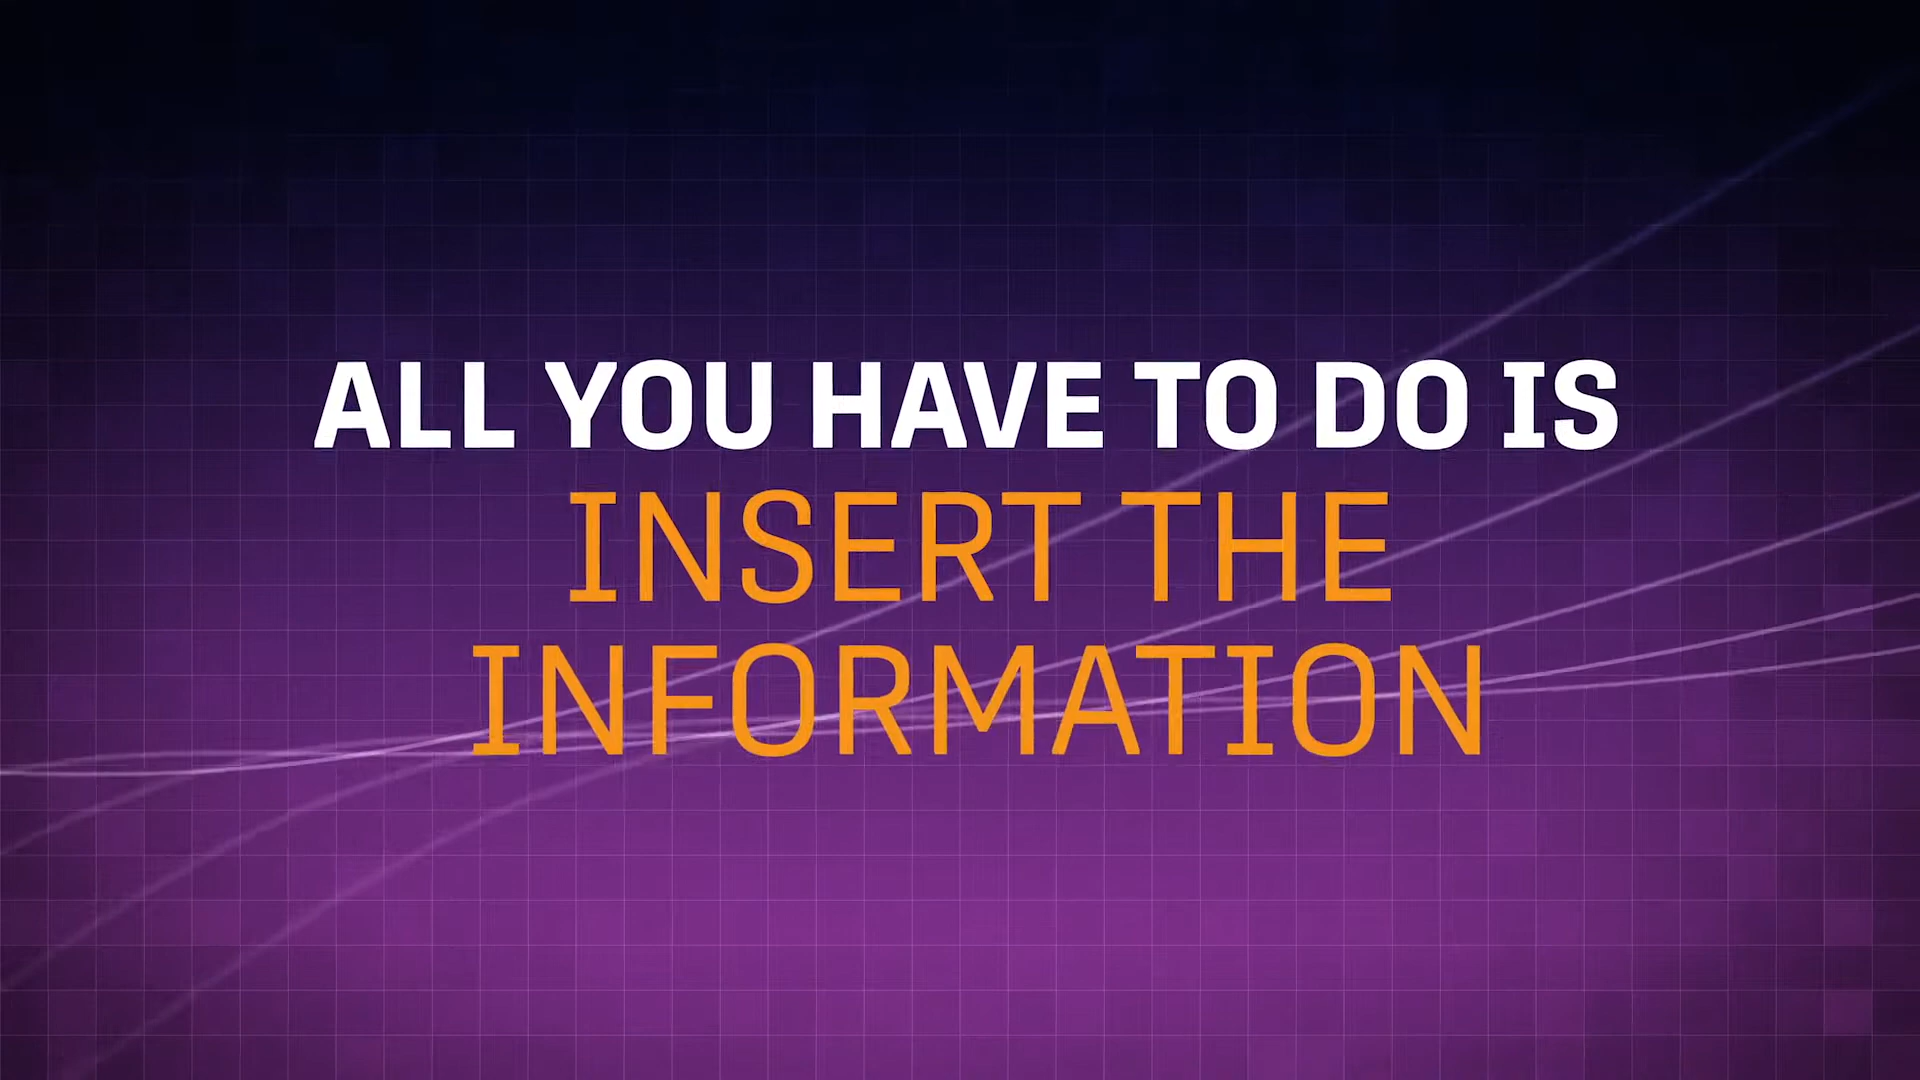 ALL YOU HAVE TO DO IS
INSERT THE
INFORMATION